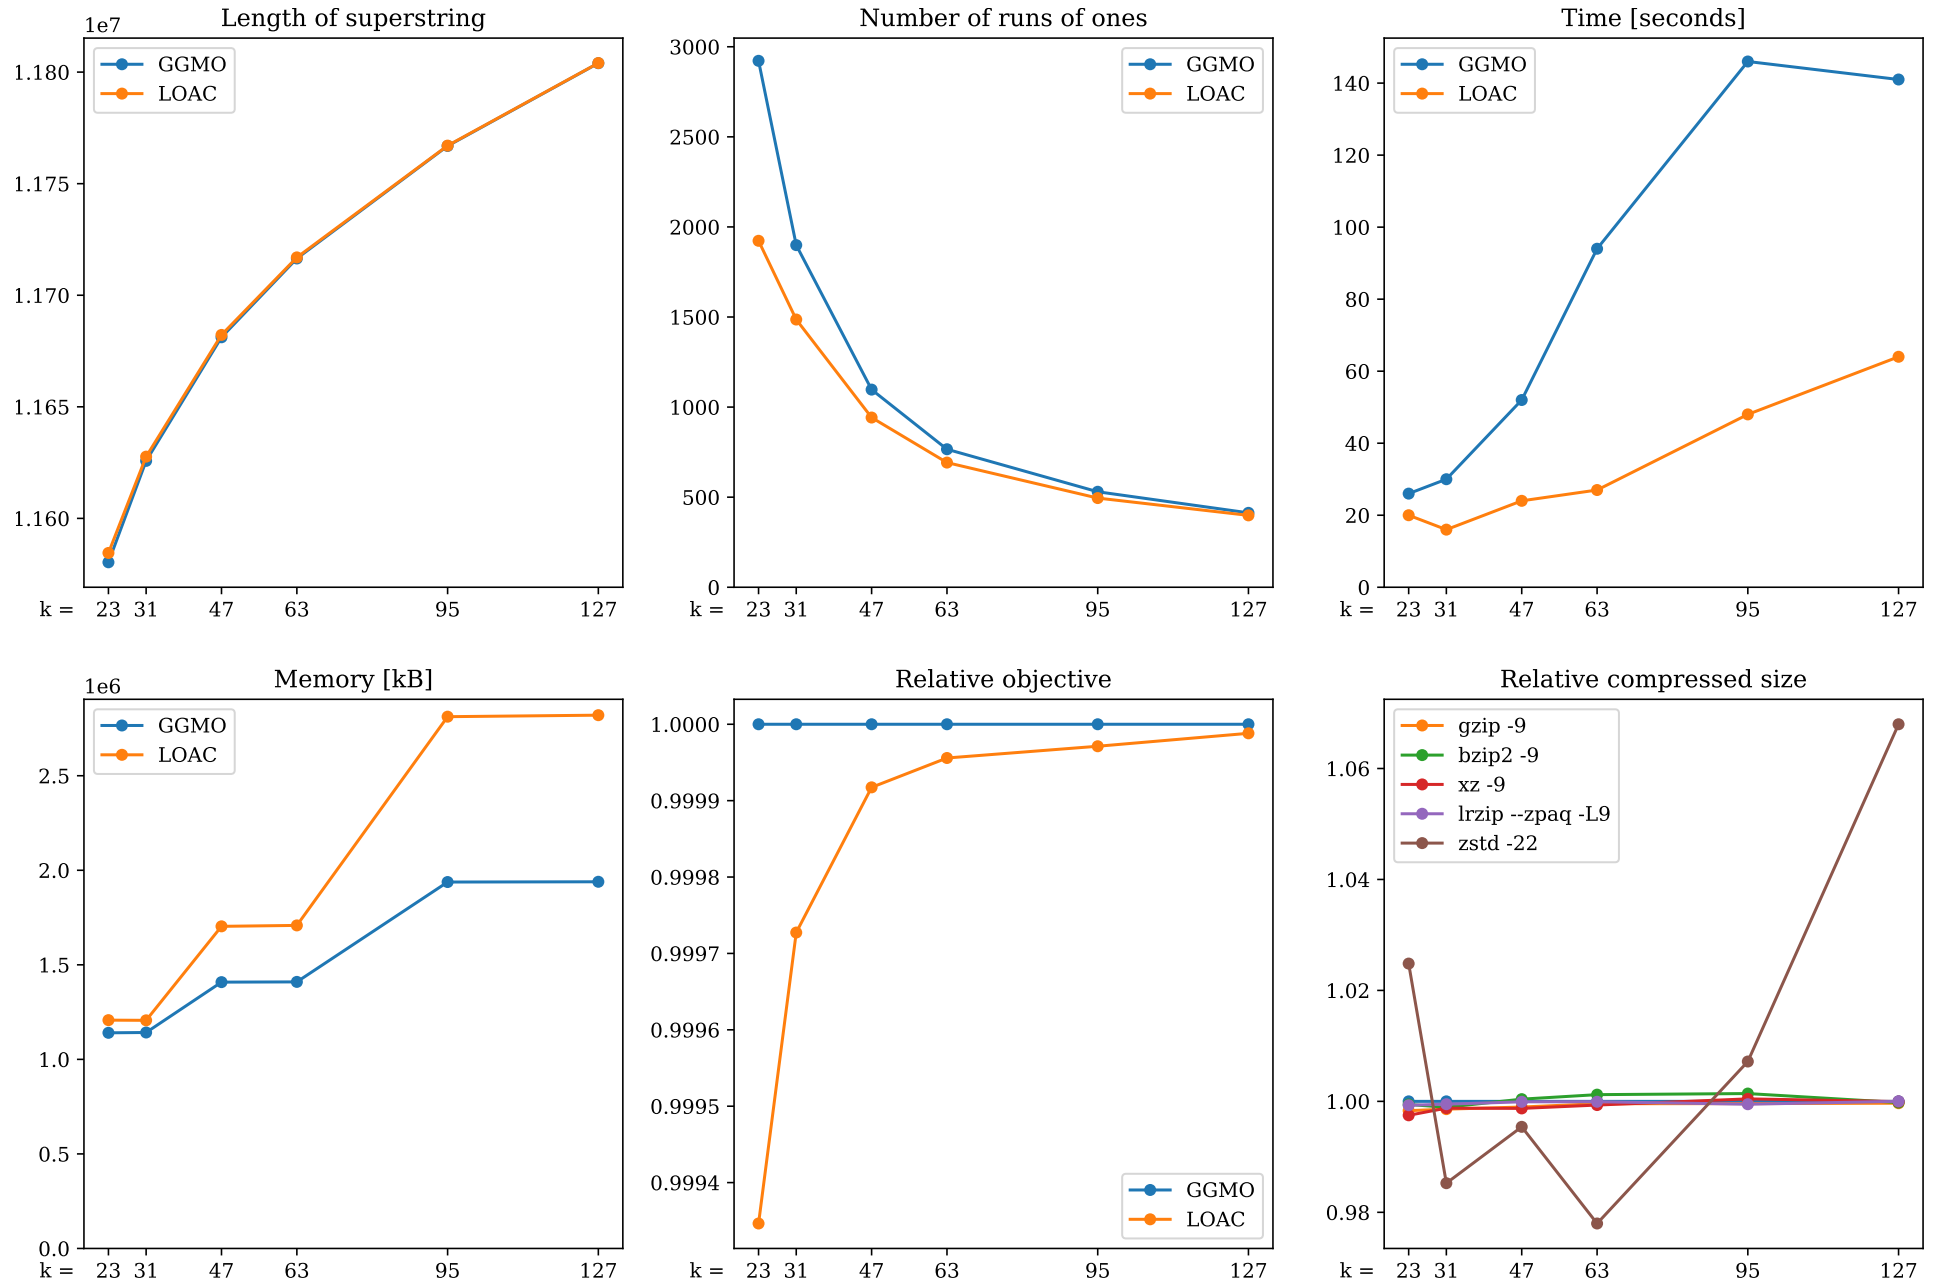 Length of superstring
1e7
GGMO
LOAC
1.180
1.175
1.170
1.165
1.160
k = 23 31 47 63 95 127
Number of runs of ones
GGMO
LOAC
3000
2500
2000
1500
1000
500
0
k = 23 31 47 63 95 127
Time [seconds]
GGMO
LOAC
140
120
100
80
60
40
20
0
k = 23 31 47 63 95 127
Memory [kB]
1e6
GGMO
LOAC
2.5
2.0
1.5
1.0
0.5
0.0
k = 23 31 47 63 95 127
Relative objective
1.0000
0.9999
0.9998
0.9997
0.9996
0.9995
0.9994
GGMO
LOAC
k = 23 31 47 63 95 127
Relative compressed size
gzip -9
bzip2 -9
xz -9
lrzip --zpaq -L9
zstd -22
1.06
1.04
1.02
1.00
0.98
k = 23 31 47 63 95 127